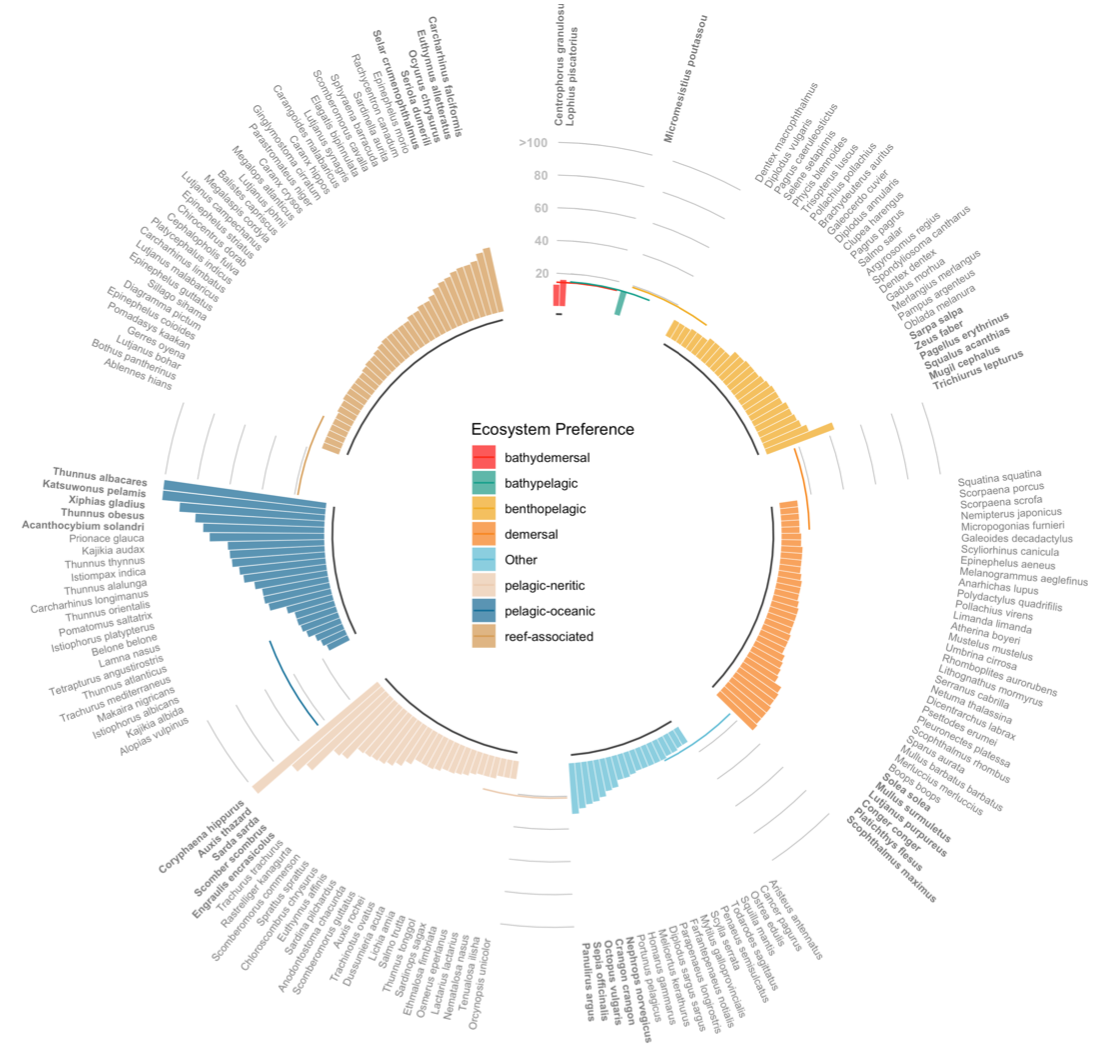 Centrophorus granulosu
Lophius piscatorius
Micromesistius poutassou
Dentex macrophthalmus
Diplodus vulgaris
Pagrus caeruleostictus
Selene setapinnis
Phycis blennoides
Trisopterus luscus
Pollachius pollachius
Brachydeuterus auritus
Galeocerdo cuvier
Diplodus annularis
Clupea harengus
Pagrus pagrus
Salmo salar
Argyrosomus regius
Spondyliosoma cantharus
Dentex dentex
Gadus morhua
Merlangius merlangus
Pampus argenteus
Oblada melanura
Sarpa salpa
Zeus faber
Pagellus erythrinus
Squalus acanthias
Mugil cephalus
Trichiurus lepturus
Squatina squatina
Scorpaena porcus
Scorpaena scrofa
Nemipterus japonicus
Micropogonias furnieri
Galeoides decadactylus
Scyliorhinus canicula
Epinephelus aeneus
Melanogrammus aeglefinus
Anarhichas lupus
Polydactylus quadrifilis
Pollachius virens
Limanda limanda
Atherina boyeri
Mustelus mustelus
Umbrina cirrosa
Rhomboplites aurorubens
Lithognathus mormyrus
Serranus cabrilla
Netuma thalassina
Dicentrarchus labrax
Psettodes erumei
Pleuronectes platessa
Scophthalmus rhombus
Sparus aurata
Mullus barbatus barbatus
Merluccius merluccius
Boops boops
Solea solea
Mullus surmuletus
Lutjanus purpureus
Conger conger
Platichthys flesus
Scophthalmus maximus
Aristeus antennatus
Cancer pagurus
Ostrea edulis
Squilla mantis
Todarodes sagittatus
Penaeus semisulcatus
Scylla serrata
Mytilus galloprovincialis
Farfantepenaeus notialis
Parapenaeus longirostris
Diplodus sargus sargus
Melicertus kerathurus
Homarus gammarus
Portunus pelagicus
Nephrops norvegicus
Crangon crangon
Octopus vulgaris
Sepia officinalis
Panulirus argus
Orcynopsis unicolor
Tenualosa ilisha
Nematalosa nasus
Lactarius lactarius
Osmerus eperlanus
Ethmalosa fimbriata
Sardinops sagax
Thunnus tonggol
Salmo trutta
Lichia amia
Dussumieria acuta
Trachinotus ovatus
Auxis rochei
Scomberomorus guttatus
Anodontostoma chacunda
Sardina pilchardus
Euthynnus affinis
Chloroscombrus chrysurus
Sprattus sprattus
Scomberomorus commerson
Rastrelliger kanagurta
Trachurus trachurus
Engraulis encrasicolus
Scomber scombrus
Sarda sarda
Auxis thazard
Coryphaena hippurus
Alopias vulpinus
Kajikia albida
Istiophorus albicans
Makaira nigricans
Trachurus mediterraneus
Thunnus atlanticus
Tetrapturus angustirostris
Lamna nasus
Belone belone
Istiophorus platypterus
Pomatomus saltatrix
Thunnus orientalis
Carcharhinus longimanus
Thunnus alalunga
Istiompax indica
Thunnus thynnus
Kajikia audax
Prionace glauca
Acanthocybium solandri
Thunnus obesus
Xiphias gladius
Katsuwonus pelamis
Thunnus albacares
Ablennes hians
Bothus pantherinus
Lutjanus bohar
Gerres oyena
Pomadasys kaakan
Epinephelus coioides
Diagramma pictum
Sillago sihama
Epinephelus guttatus
Lutjanus malabaricus
Carcharhinus limbatus
Platycephalus indicus
Cephalopholis fulva
Chirocentrus dorab
Epinephelus striatus
Lutjanus campechanus
Megalaspis cordyla
Balistes capriscus
Lutjanus johnii
Megalops atlanticus
Caranx crysos
Parastromateus niger
Ginglymostoma cirratum
Caranx hippos
Carangoides malabaricus
Lutjanus synagris
Elagatis bipinnulata
Scomberomorus cavalla
Sphyraena barracuda
Sardinella aurita
Rachycentron canadum
Epinephelus morio
Selar crumenophthalmus
Seriola dumerili
Ocyurus chrysurus
Euthynnus alletteratus
Carcharhinus falciformis
>100
80
60
40
20
Ecosystem Preference
bathydemersal
bathypelagic
benthopelagic
demersal
Other
pelagic-neritic
pelagic-oceanic
reef-associated